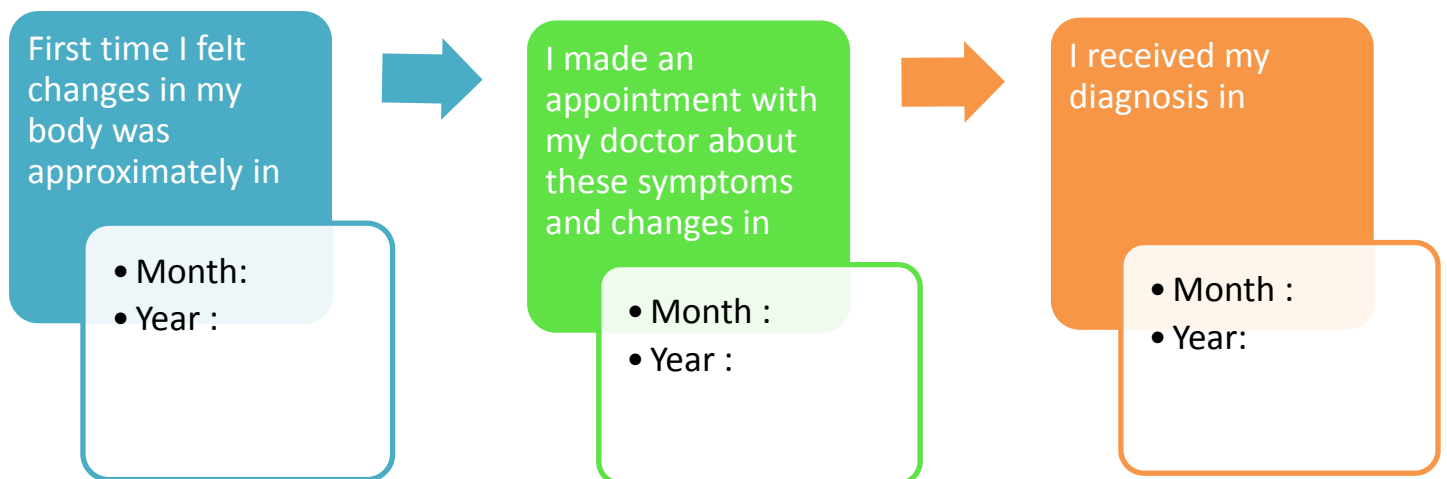 First time I felt
changes in my
body was
approximately in
• Month:
• Year :
I made an
appointment with
my doctor about
these symptoms
and changes in
• Month :
• Year :
I received my
diagnosis in
• Month :
• Year: